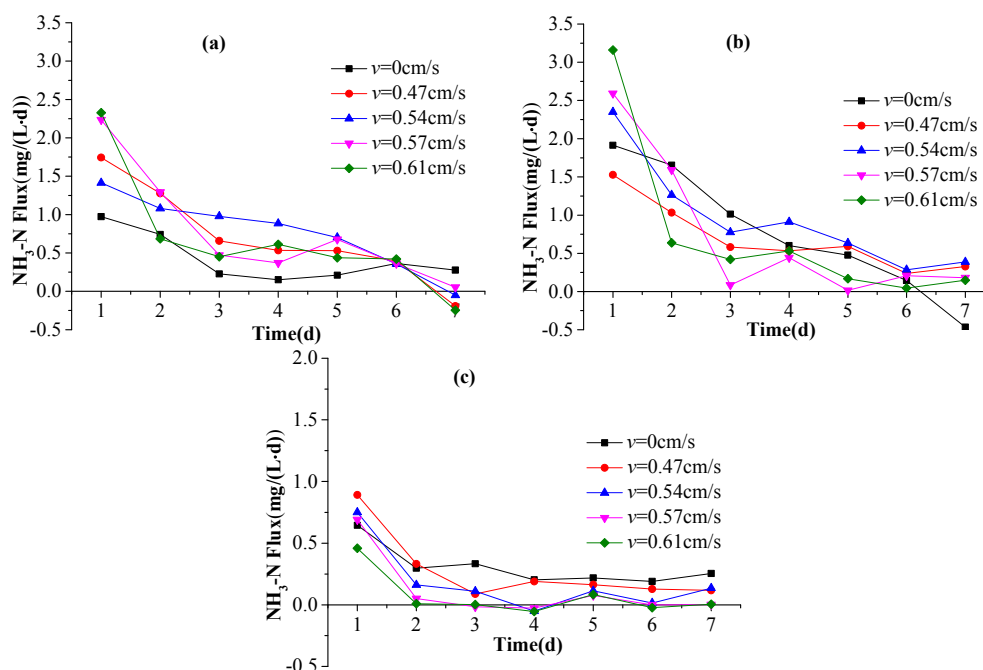 (a)
NH₃-N Flux(mg/(L·d))
3.5
3.0
2.5
2.0
1.5
1.0
0.5
0.0
-0.5
v=0cm/s
v=0.47cm/s
v=0.54cm/s
v=0.57cm/s
v=0.61cm/s
1 2 3 4 5 6 7
Time(d)
(b)
NH₃-N Flux(mg/(L·d))
3.5
3.0
2.5
2.0
1.5
1.0
0.5
0.0
-0.5
v=0cm/s
v=0.47cm/s
v=0.54cm/s
v=0.57cm/s
v=0.61cm/s
1 2 3 4 5 6 7
Time(d)
(c)
NH₃-N Flux(mg/(L·d))
2.0
1.5
1.0
0.5
0.0
-0.5
v=0cm/s
v=0.47cm/s
v=0.54cm/s
v=0.57cm/s
v=0.61cm/s
1 2 3 4 5 6 7
Time(d)